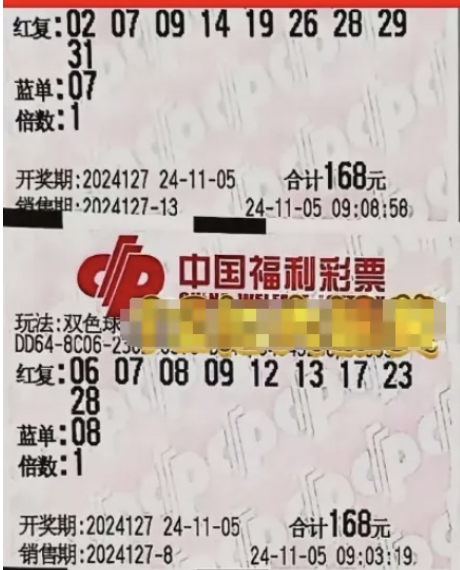 红复:02 07 09 14 19 26 28 29
31
蓝单:07
倍数:1
开奖期:2024127 24-11-05 合计168元
销售期:2024127-13 24-11-05 09:08:58
中国福利彩票
玩法:双色球
DD64-8C06-
红复:06 07 08 09 12 13 17 23
28
蓝单:08
倍数:1
开奖期:2024127 24-11-05 合计168元
销售期:2024127-8 24-11-05 09:03:19